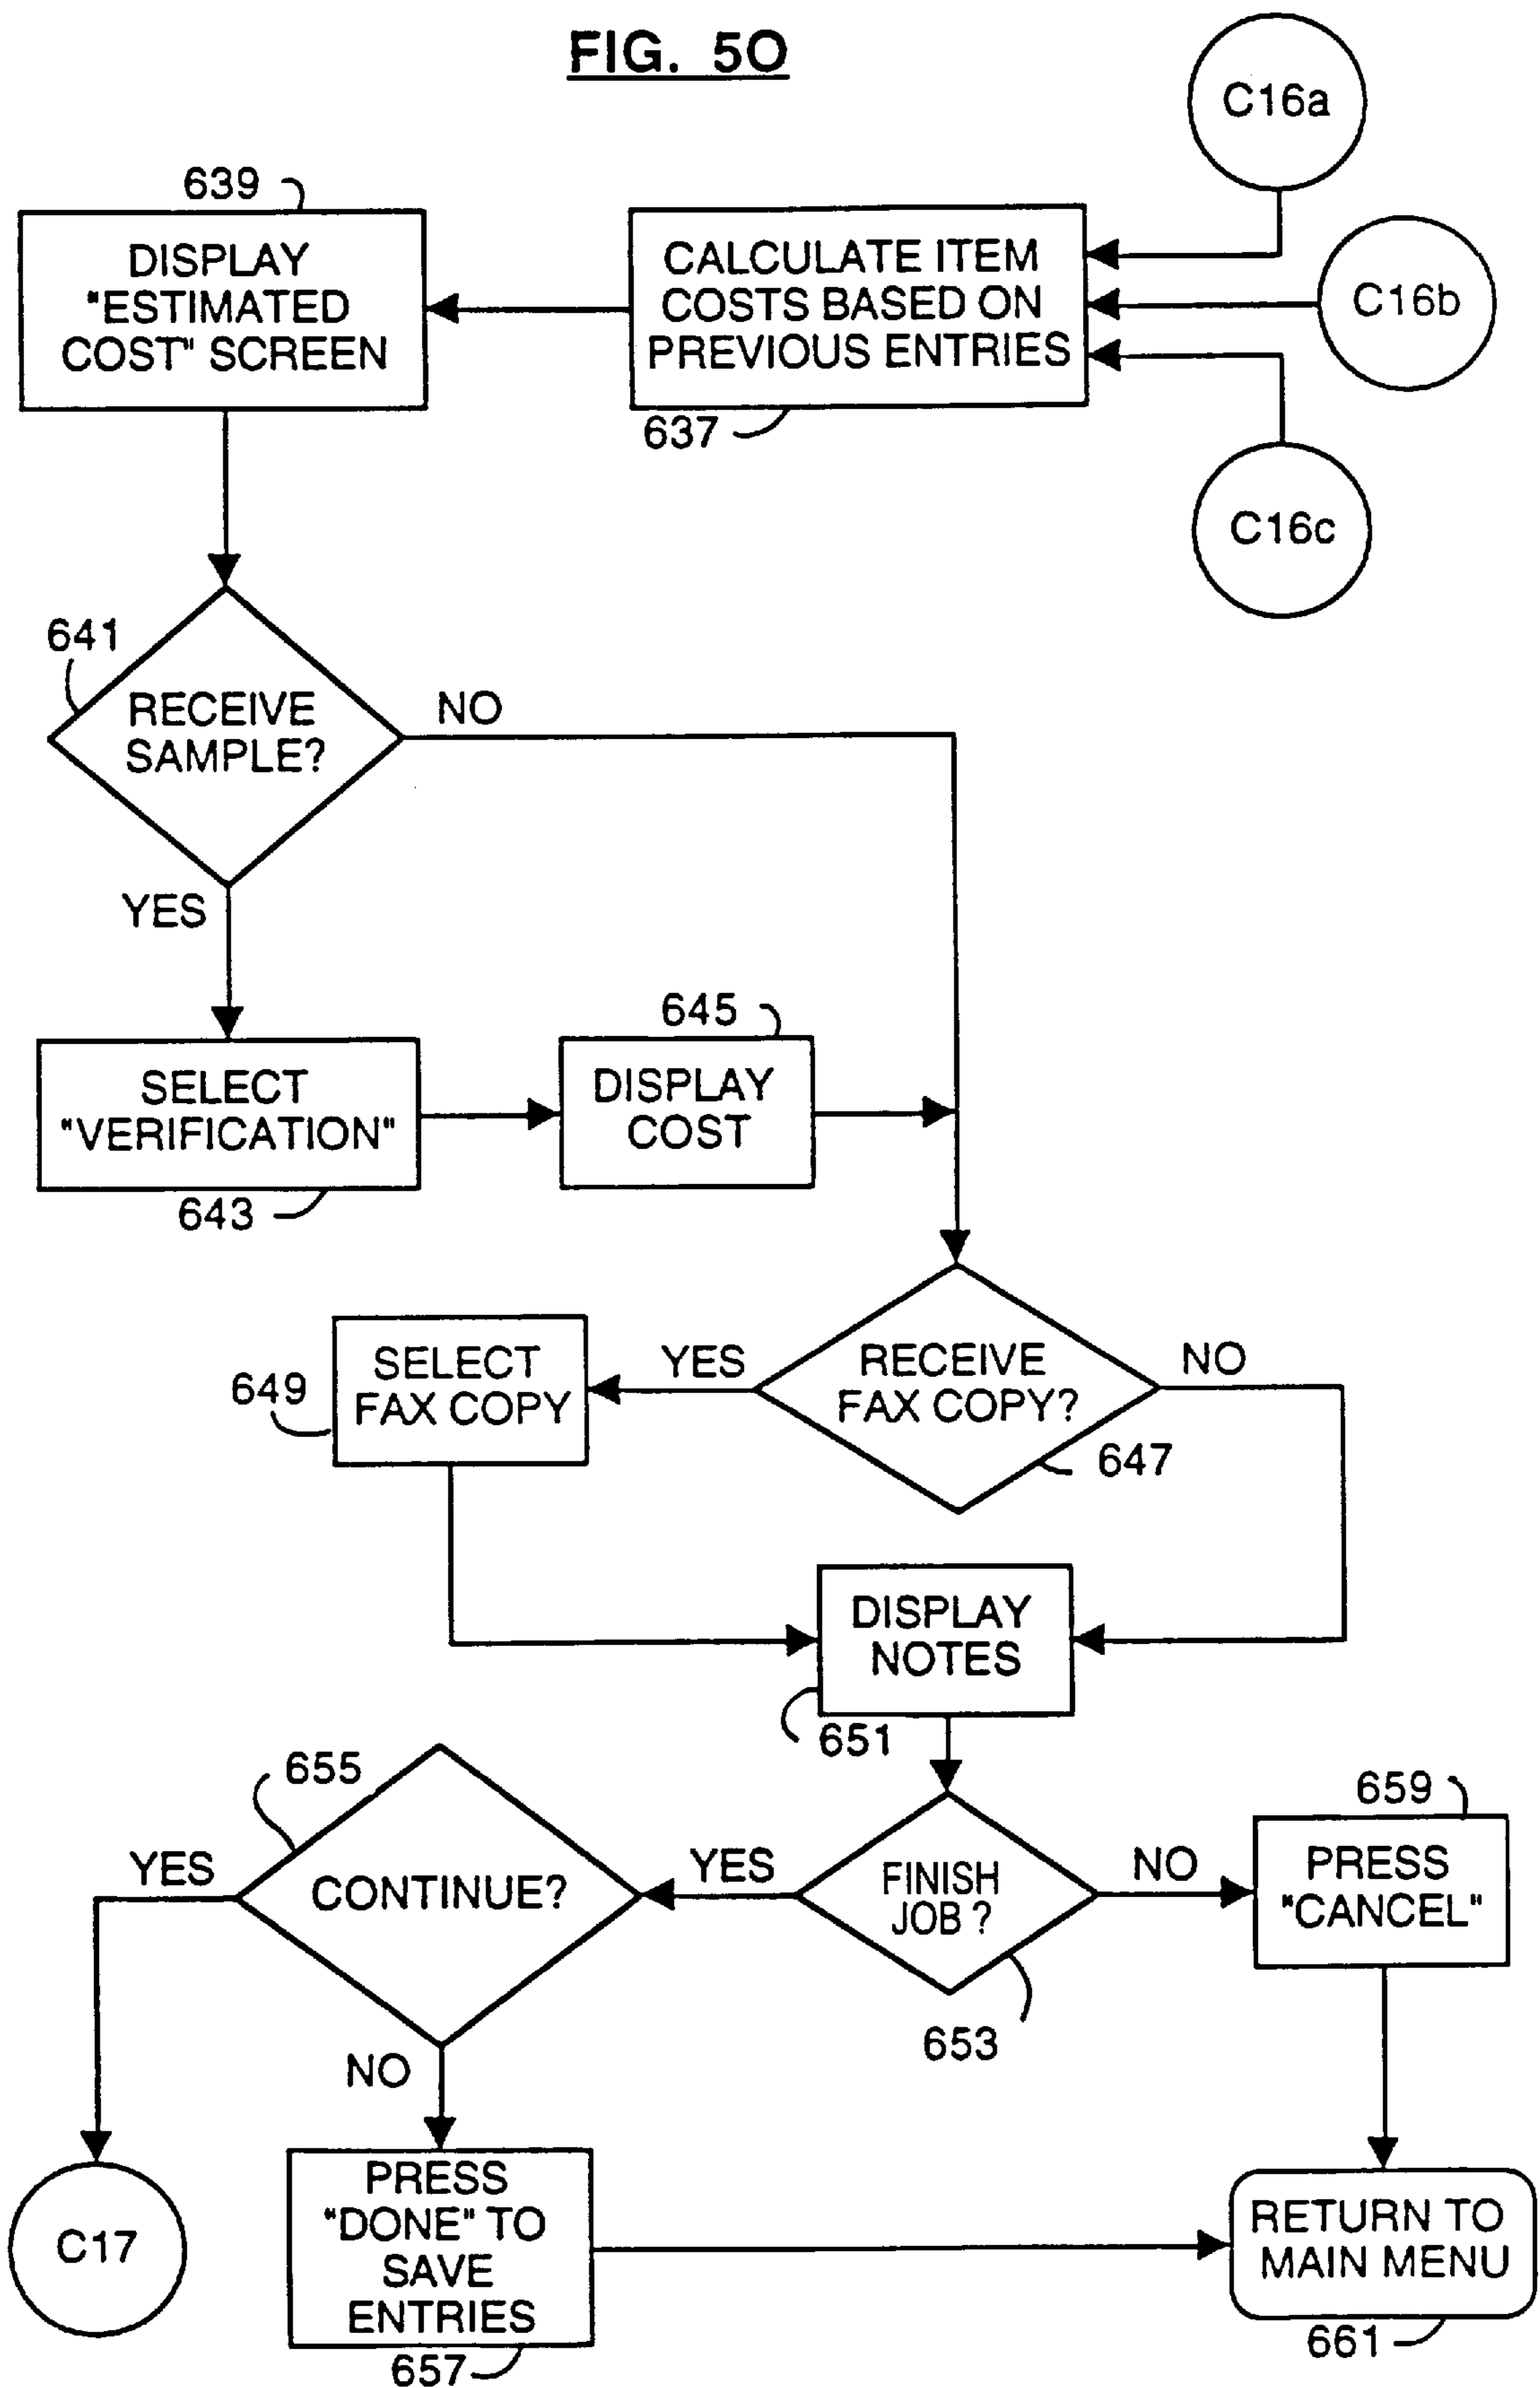 FIG. 5O
C16a
639
DISPLAY
"ESTIMATED
COST" SCREEN
CALCULATE ITEM
COSTS BASED ON
PREVIOUS ENTRIES
637
C16b
C16c
641
RECEIVE
SAMPLE?
NO
YES
645
SELECT
"VERIFICATION"
643
DISPLAY
COST
649
SELECT
FAX COPY
YES
RECEIVE
FAX COPY?
NO
647
DISPLAY
NOTES
651
655
YES
CONTINUE?
YES
FINISH
JOB ?
NO
659
PRESS
"CANCEL"
653
NO
C17
PRESS
"DONE" TO
SAVE
ENTRIES
657
RETURN TO
MAIN MENU
661